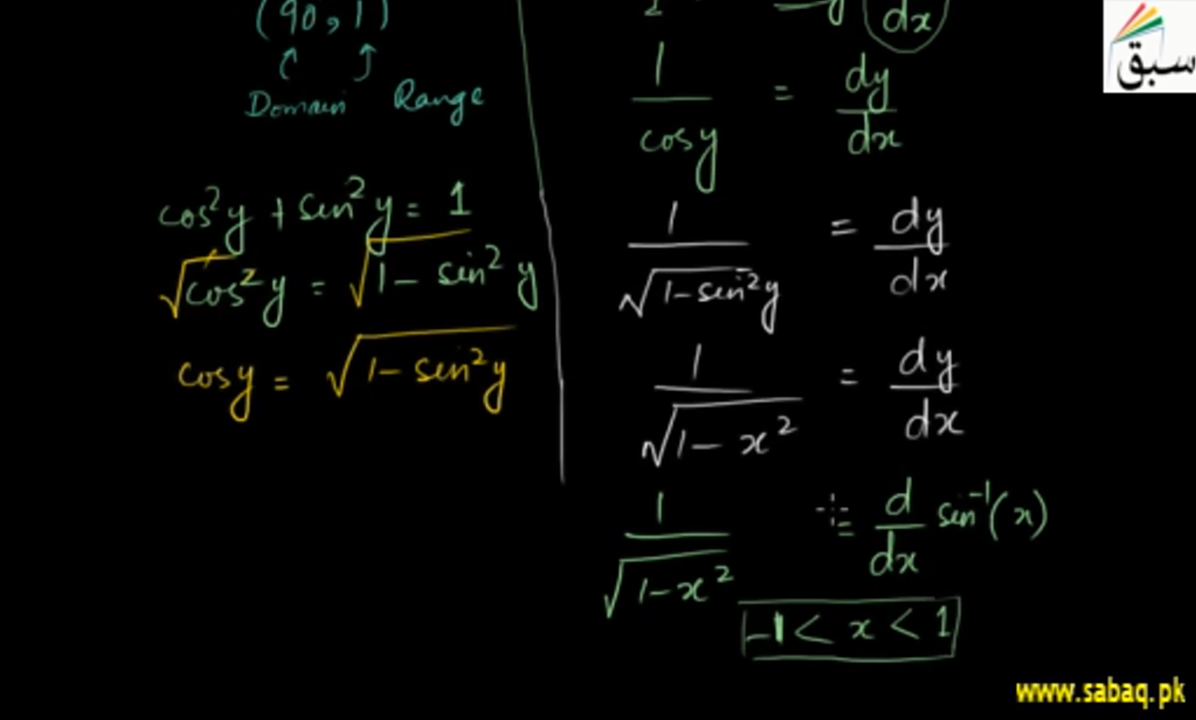 (90, 1)
Domain Range
cos²y + sin²y = 1
√cos²y = √1 - sin² y
cosy = √1 - sin²y
dx
1/cosy = dy/dx
1/√1-sin²y = dy/dx
1/√1- x² = dy/dx
1/√1-x² = d/dx sin⁻¹(x)
-1 < x < 1
سبق
www.sabaq.pk